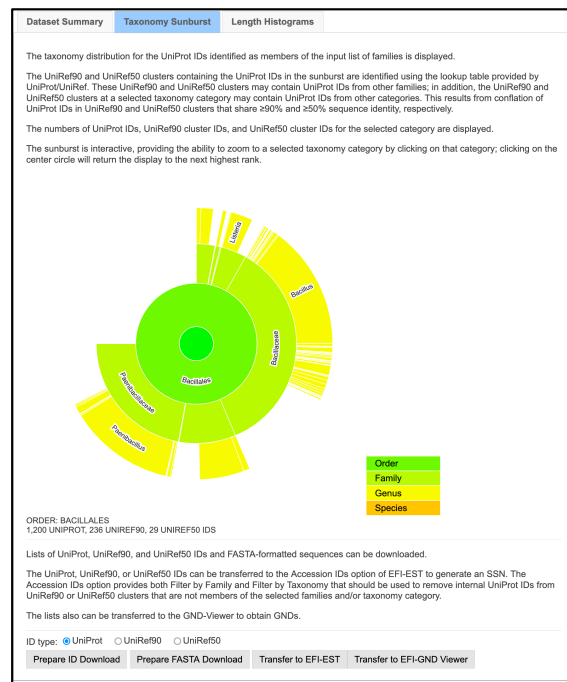 Dataset Summary
Taxonomy Sunburst
Length Histograms
The taxonomy distribution for the UniProt IDs identified as members of the input list of families is displayed.
The UniRef90 and UniRef50 clusters containing the UniProt IDs in the sunburst are identified using the lookup table provided by
UniProt/UniRef. These UniRef90 and UniRef50 clusters may contain UniProt IDs from other families; in addition, the UniRef90 and
UniRef50 clusters at a selected taxonomy category may contain UniProt IDs from other categories. This results from conflation of
UniProt IDs in UniRef90 and UniRef50 clusters that share ≥90% and ≥50% sequence identity, respectively.
The numbers of UniProt IDs, UniRef90 cluster IDs, and UniRef50 cluster IDs for the selected category are displayed.
The sunburst is interactive, providing the ability to zoom to a selected taxonomy category by clicking on that category; clicking on the
center circle will return the display to the next highest rank.
Listeria
Bacillus
Bacillaceae
Bacillales
Paenibacillaceae
Paenibacillus
Order
Family
Genus
Species
ORDER: BACILLALES
1,200 UNIPROT, 236 UNIREF90, 29 UNIREF50 IDS
Lists of UniProt, UniRef90, and UniRef50 IDs and FASTA-formatted sequences can be downloaded.
The UniProt, UniRef90, or UniRef50 IDs can be transferred to the Accession IDs option of EFI-EST to generate an SSN. The
Accession IDs option provides both Filter by Family and Filter by Taxonomy that should be used to remove internal UniProt IDs from
UniRef90 or UniRef50 clusters that are not members of the selected families and/or taxonomy category.
The lists also can be transferred to the GND-Viewer to obtain GNDs.
ID type: UniProt UniRef90 UniRef50
Prepare ID Download Prepare FASTA Download Transfer to EFI-EST Transfer to EFI-GND Viewer